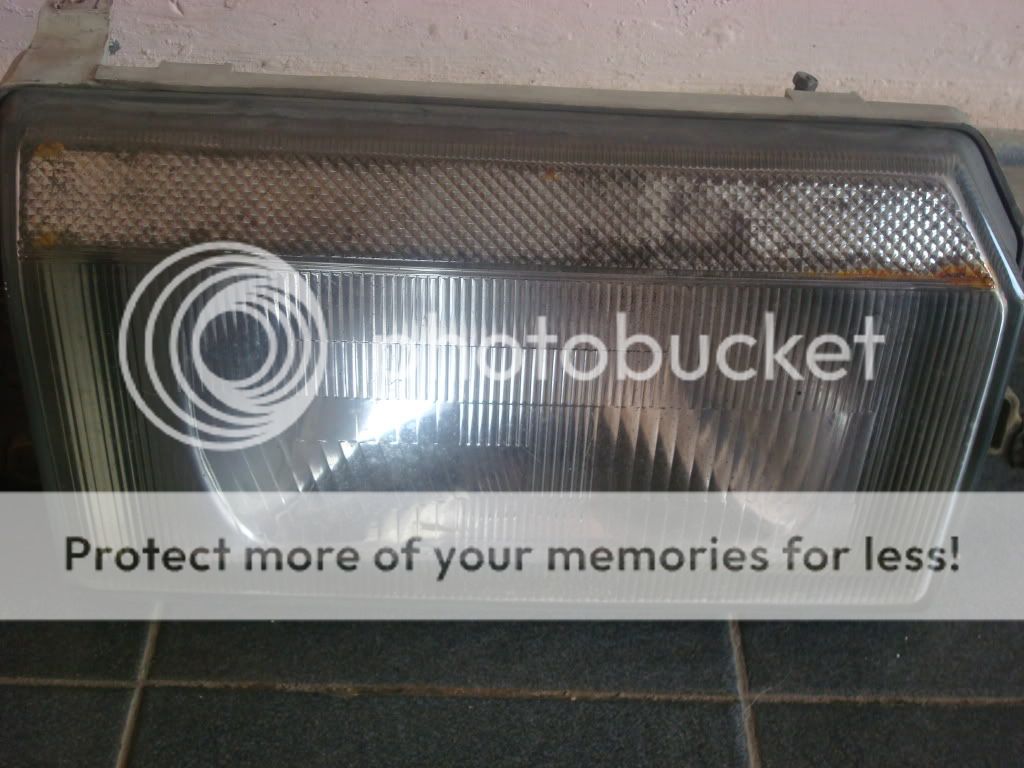 photobucket
Protect more of your memories for less!